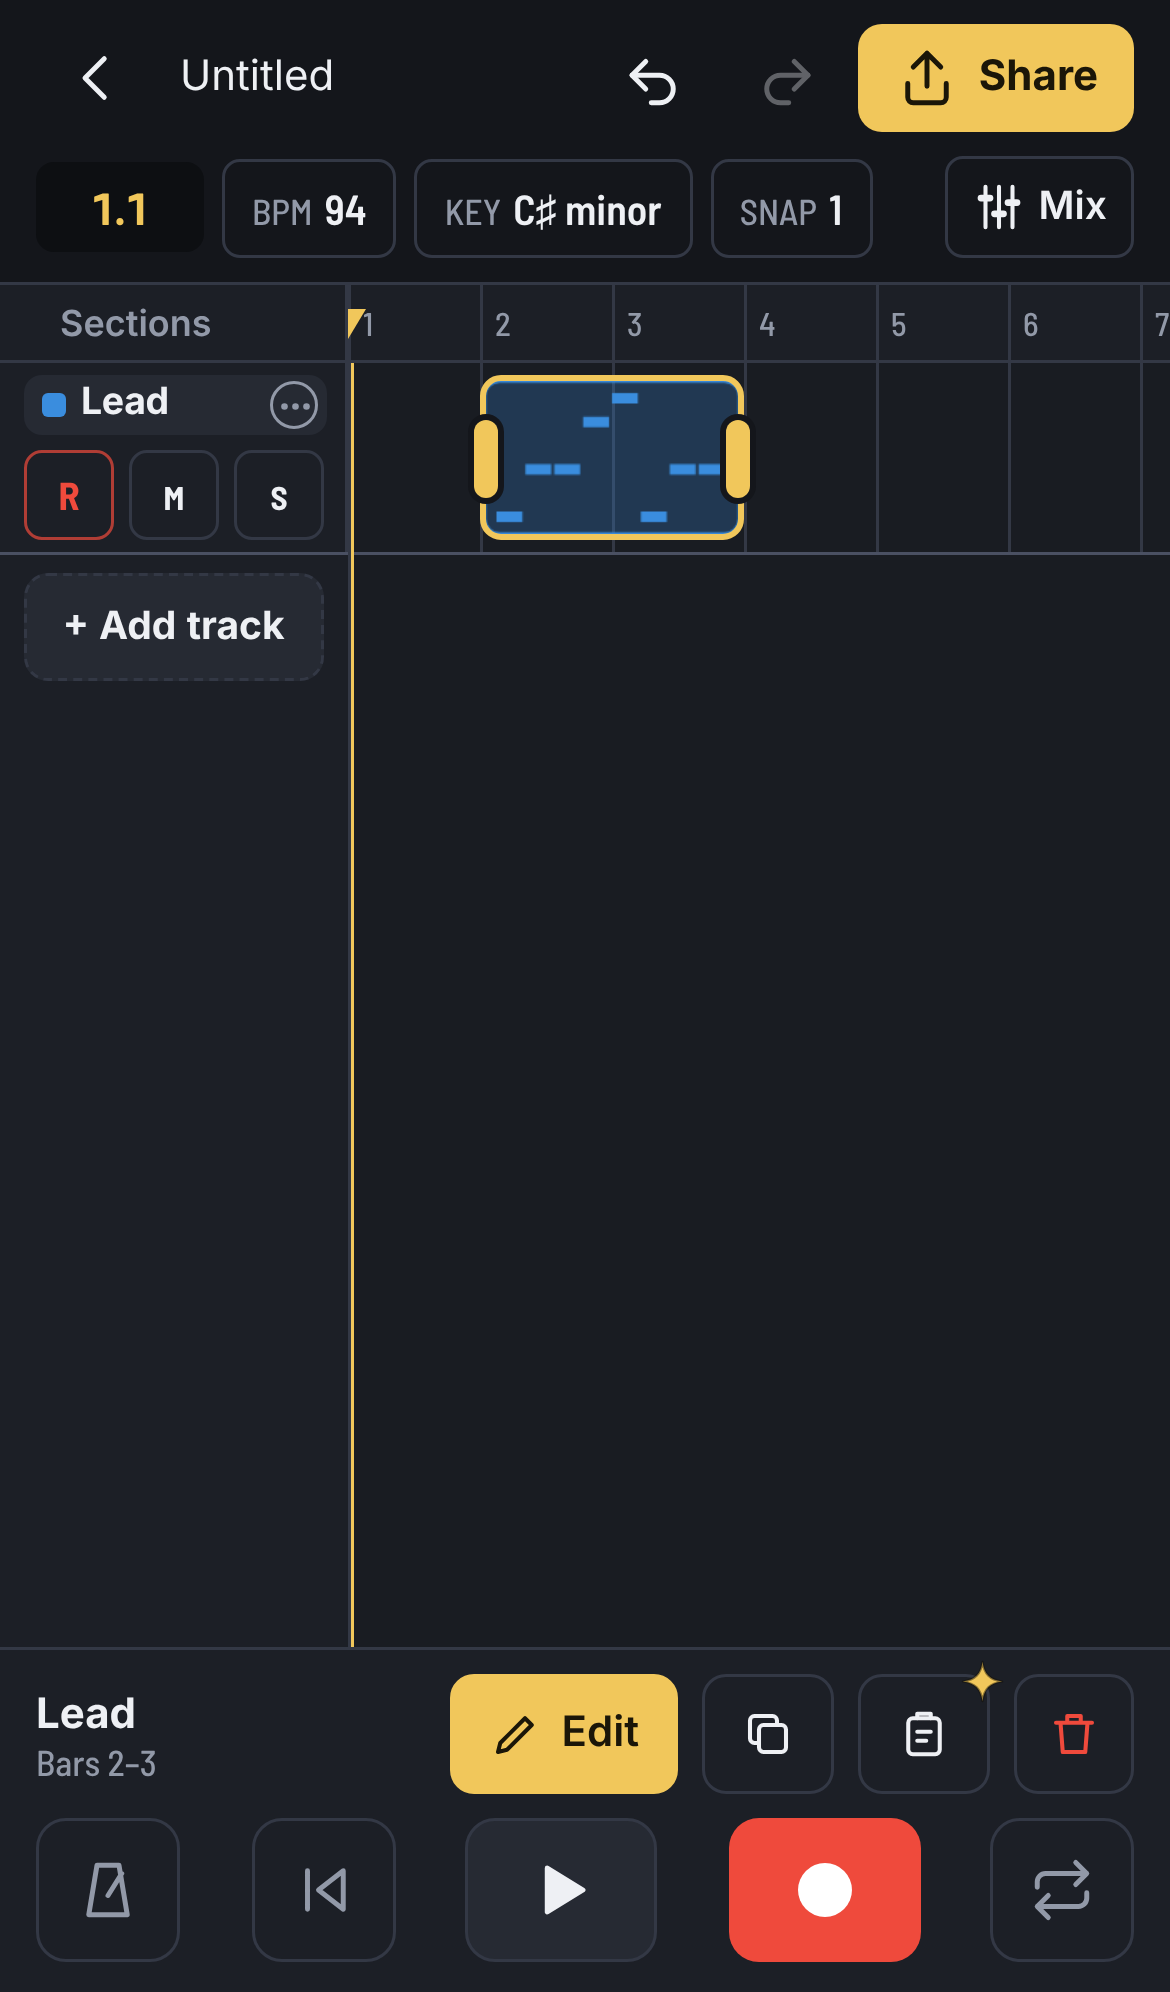 Untitled
Share
1.1
BPM 94
KEY C♯ minor
SNAP 1
Mix
Sections
1
2
3
4
5
6
7
Lead
R
M
S
+ Add track
Lead
Bars 2–3
Edit